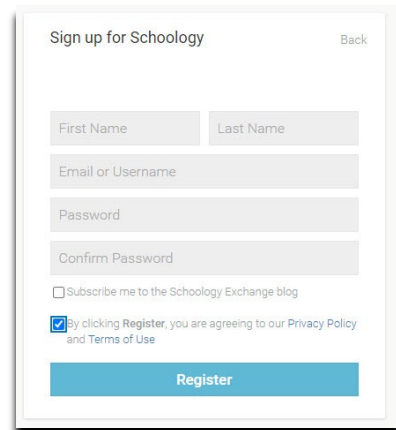 Sign up for Schoology
Back
First Name
Last Name
Email or Username
Password
Confirm Password
Subscribe me to the Schoology Exchange blog
By clicking Register, you are agreeing to our Privacy Policy
and Terms of Use
Register